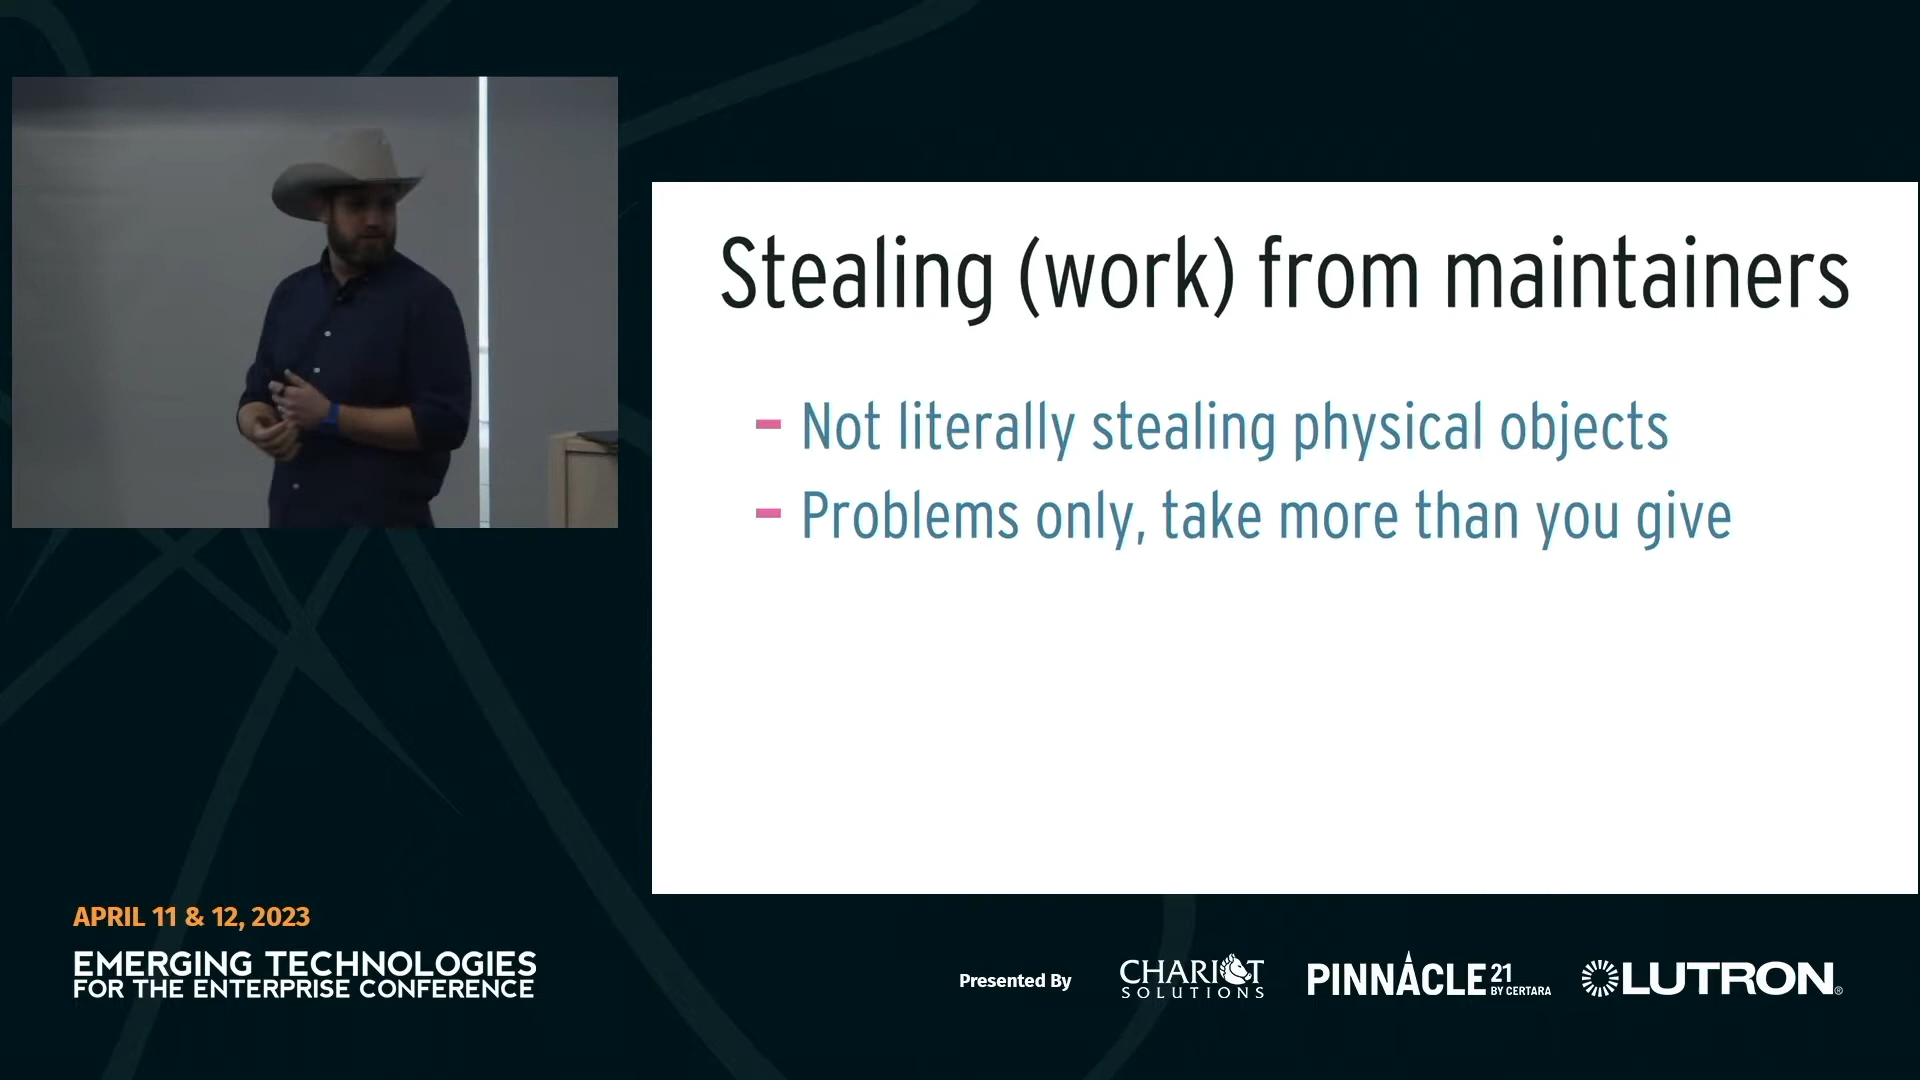 Stealing (work) from maintainers
- Not literally stealing physical objects
- Problems only, take more than you give
APRIL 11 & 12, 2023
EMERGING TECHNOLOGIES
FOR THE ENTERPRISE CONFERENCE
Presented By
CHARIOT
SOLUTIONS
PINNACLE 21
BY CERTARA
LUTRON®